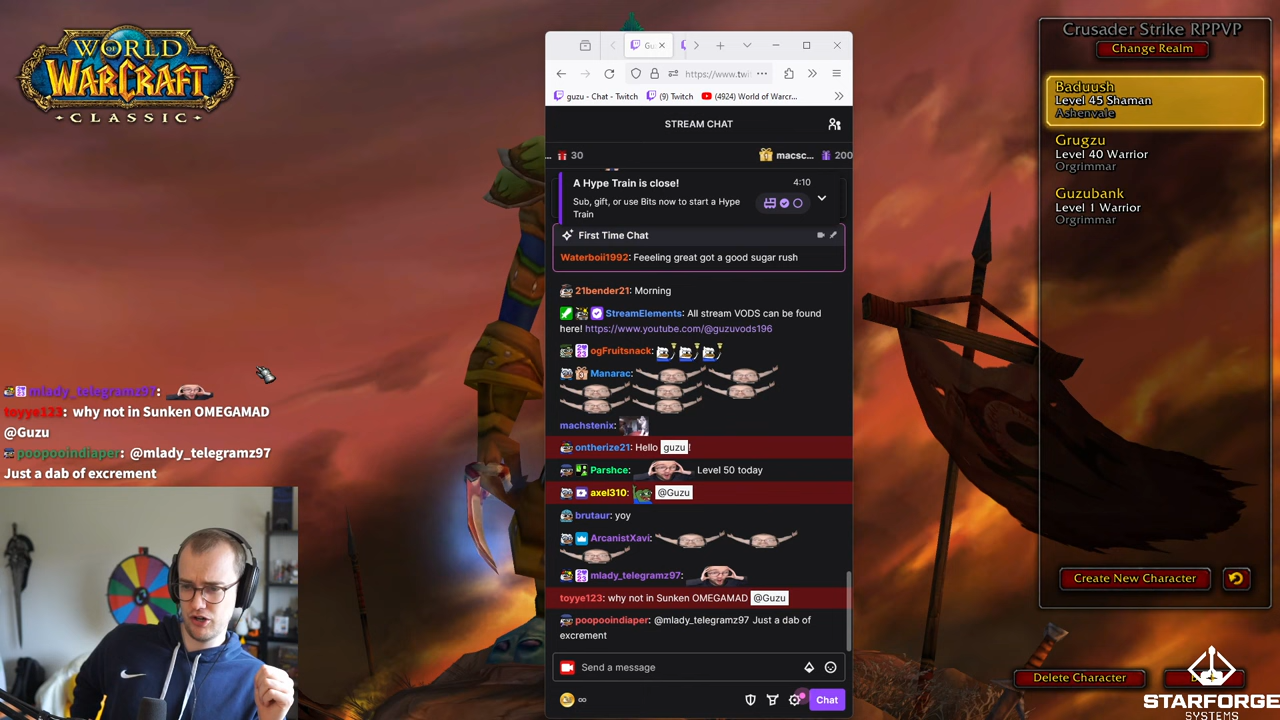 WORLD
OF
WARCRAFT
CLASSIC
mlady_telegramz97:
toyye123: why not in Sunken OMEGAMAD
@Guzu
poopooindiaper: @mlady_telegramz97
Just a dab of excrement
Gu
https://www.twi
guzu - Chat - Twitch
(9) Twitch
(4924) World of Warcr...
STREAM CHAT
... 30
macsc... 200
A Hype Train is close!
4:10
Sub, gift, or use Bits now to start a Hype
Train
First Time Chat
Waterboii1992: Feeeling great got a good sugar rush
21bender21: Morning
StreamElements: All stream VODS can be found
here! https://www.youtube.com/@guzuvods196
ogFruitsnack:
Manarac:
machstenix:
ontherize21: Hello guzu!
Parshce: Level 50 today
axel310: @Guzu
brutaur: yoy
ArcanistXavi:
mlady_telegramz97:
toyye123: why not in Sunken OMEGAMAD @Guzu
poopooindiaper: @mlady_telegramz97 Just a dab of
excrement
Send a message
Chat
Crusader Strike RPPVP
Change Realm
Baduush
Level 45 Shaman
Ashenvale
Grugzu
Level 40 Warrior
Orgrimmar
Guzubank
Level 1 Warrior
Orgrimmar
Create New Character
Delete Character
STARFORGE
SYSTEMS